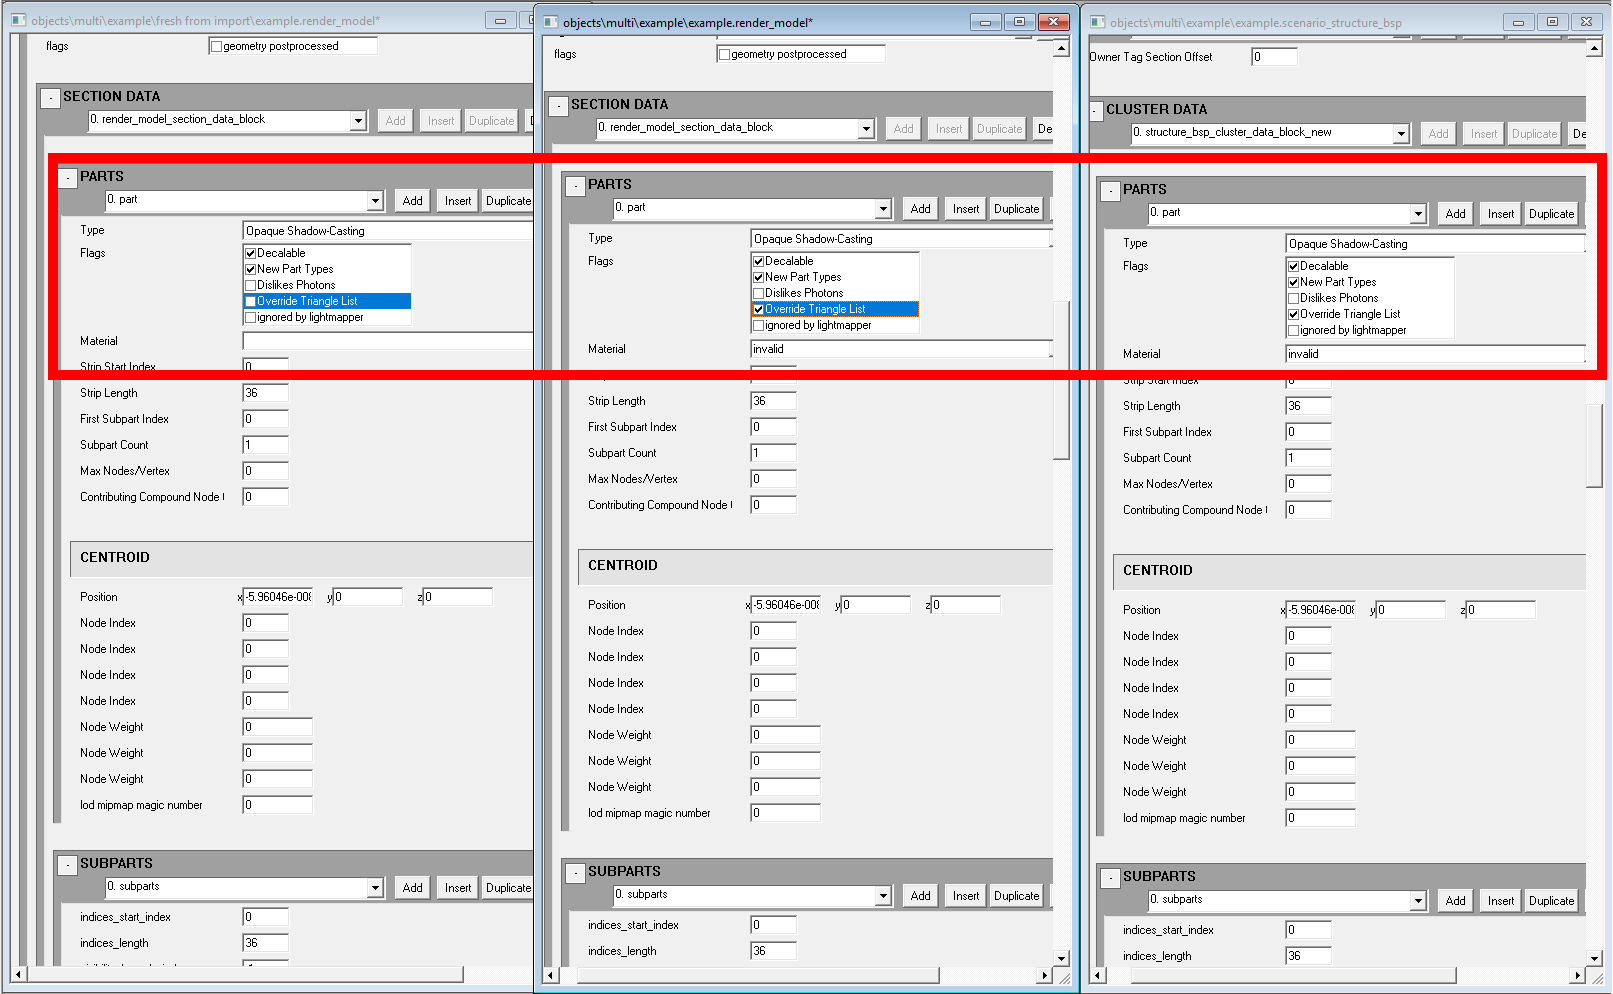 objects\multi\example\fresh from import\example.render_model*
flags
geometry postprocessed
SECTION DATA
0. render_model_section_data_block
Add
Insert
Duplicate
PARTS
0. part
Add
Insert
Duplicate
Type
Opaque Shadow-Casting
Flags
Decalable
New Part Types
Dislikes Photons
Override Triangle List
ignored by lightmapper
Material
Strip Start Index
0
Strip Length
36
First Subpart Index
0
Subpart Count
1
Max Nodes/Vertex
0
Contributing Compound Node
0
CENTROID
Position
x -5.96046e-008
y 0
z 0
Node Index
0
Node Index
0
Node Index
0
Node Index
0
Node Weight
0
Node Weight
0
Node Weight
0
lod mipmap magic number
0
SUBPARTS
0. subparts
Add
Insert
Duplicate
indices_start_index
0
indices_length
36
objects\multi\example\example.render_model*
flags
geometry postprocessed
SECTION DATA
0. render_model_section_data_block
Add
Insert
Duplicate
De
PARTS
0. part
Add
Insert
Duplicate
Type
Opaque Shadow-Casting
Flags
Decalable
New Part Types
Dislikes Photons
Override Triangle List
ignored by lightmapper
Material
invalid
Strip Length
36
First Subpart Index
0
Subpart Count
1
Max Nodes/Vertex
0
Contributing Compound Node
0
CENTROID
Position
x -5.96046e-008
y 0
z 0
Node Index
0
Node Index
0
Node Index
0
Node Index
0
Node Weight
0
Node Weight
0
Node Weight
0
lod mipmap magic number
0
SUBPARTS
0. subparts
Add
Insert
Duplicate
indices_start_index
0
indices_length
36
objects\multi\example\example.scenario_structure_bsp
Owner Tag Section Offset
0
CLUSTER DATA
0. structure_bsp_cluster_data_block_new
Add
Insert
Duplicate
De
PARTS
0. part
Add
Insert
Duplicate
Type
Opaque Shadow-Casting
Flags
Decalable
New Part Types
Dislikes Photons
Override Triangle List
ignored by lightmapper
Material
invalid
Strip Start Index
0
Strip Length
36
First Subpart Index
0
Subpart Count
1
Max Nodes/Vertex
0
Contributing Compound Node
0
CENTROID
Position
x -5.96046e-008
y 0
z 0
Node Index
0
Node Index
0
Node Index
0
Node Index
0
Node Weight
0
Node Weight
0
Node Weight
0
lod mipmap magic number
0
SUBPARTS
0. subparts
Add
Insert
Duplicate
indices_start_index
0
indices_length
36